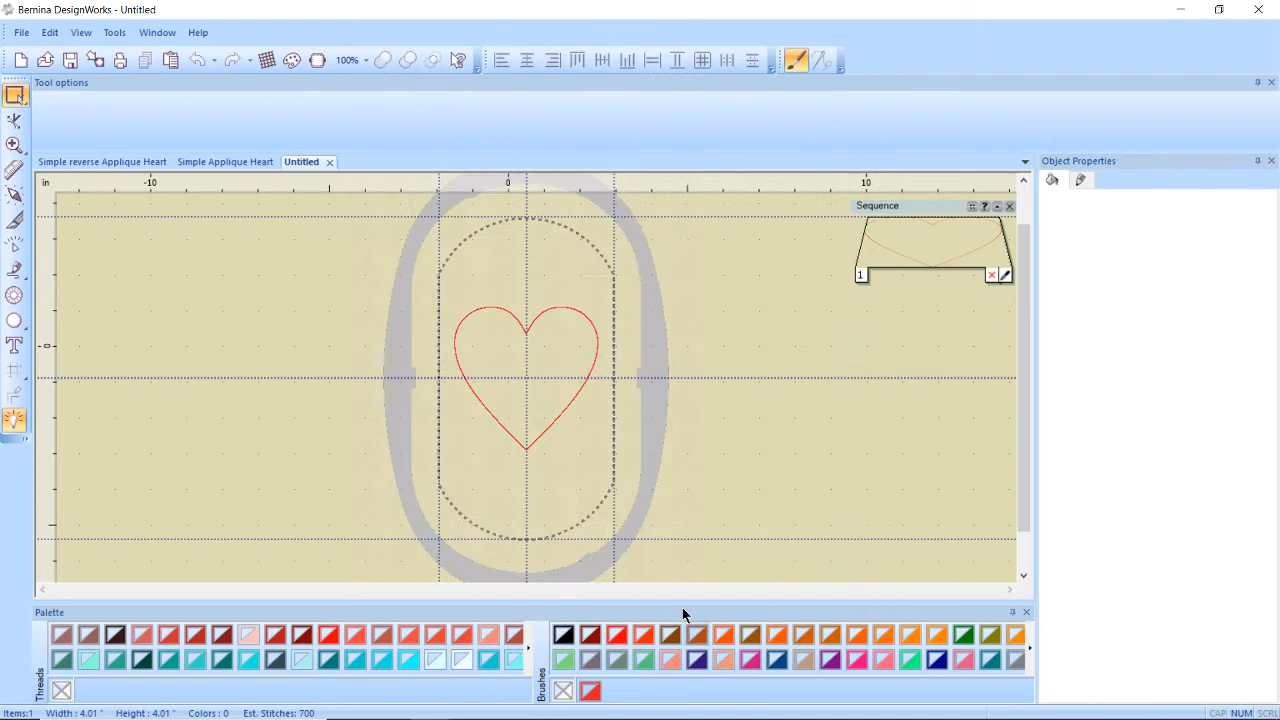 Bernina DesignWorks - Untitled
File Edit View Tools Window Help
100%
Tool options
Simple reverse Applique Heart Simple Applique Heart Untitled
Object Properties
in -10 0 10
Sequence
1
0
Palette
Threads
Brushes
Items:1 Width : 4.01" Height : 4.01" Colors : 0 Est. Stitches: 700 CAP NUM SCRL